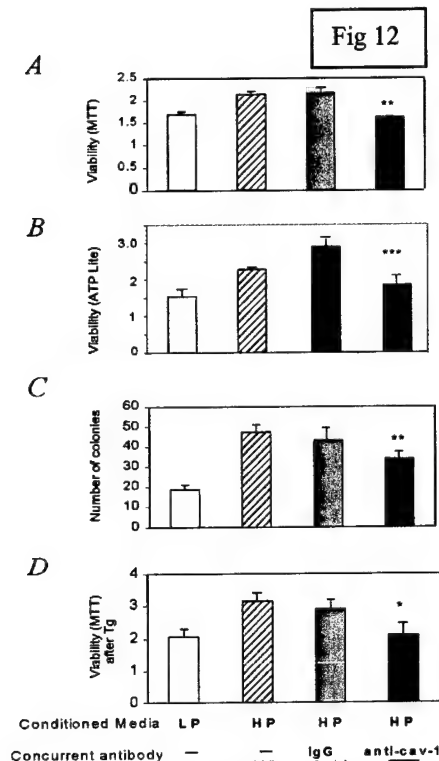 Fig 12
A
Viability (MTT)
2.5
2
1.5
1
0.5
0
**
B
Viability (ATP Lite)
3.0
2
1
0
***
C
Number of colonies
60
50
40
30
20
10
0
**
D
Viability (MTT)
after Tg
4
3
2
1
0
*
Conditioned Media LP HP HP HP
Concurrent antibody — — IgG anti-cav-1